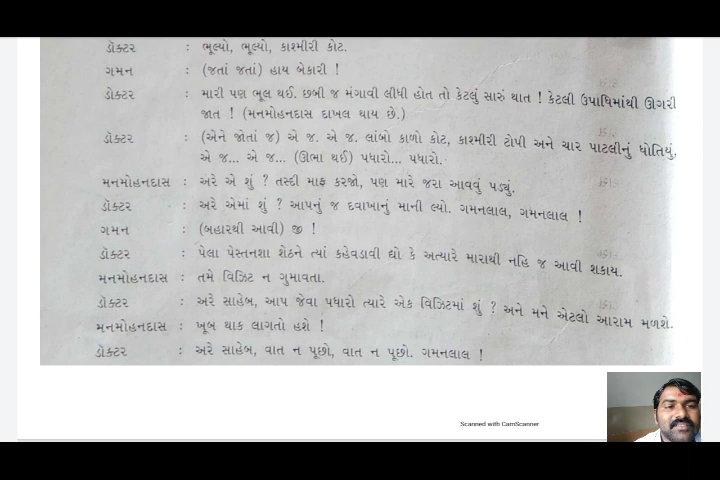 ડૉક્ટર : ભૂલ્યો, ભૂલ્યો, કાશ્મીરી કોટ.
ગમન : (જતાં જતાં) હાય બેકારી !
ડૉક્ટર : મારી પણ ભૂલ થઈ. છબી જ મંગાવી લીધી હોત તો કેટલું સારું થાત ! કેટલી ઉપાધિમાંથી ઊગરી
જાત ! (મનમોહનદાસ દાખલ થાય છે.)
ડૉક્ટર : (એને જોતાં જ) એ જ. એ જ. લાંબો કાળો કોટ, કાશ્મીરી ટોપી અને ચાર પાટલીનું ધોતિયું,
એ જ... એ જ... (ઊભા થઈ) પધારો... પધારો.
મનમોહનદાસ : અરે એ શું ? તસ્દી માફ કરજો, પણ મારે જરા આવવું પડ્યું.
ડૉક્ટર : અરે એમાં શું ? આપનું જ દવાખાનું માની લ્યો. ગમનલાલ, ગમનલાલ !
ગમન : (બહારથી આવી) જી !
ડૉક્ટર : પેલા પેસ્તનશા શેઠને ત્યાં કહેવડાવી દ્યો કે અત્યારે મારાથી નહિ જ આવી શકાય.
મનમોહનદાસ : તમે વિઝિટ ન ગુમાવતા.
ડૉક્ટર : અરે સાહેબ, આપ જેવા પધારો ત્યારે એક વિઝિટમાં શું ? અને મને એટલો આરામ મળશે.
મનમોહનદાસ : ખૂબ થાક લાગતો હશે !
ડૉક્ટર : અરે સાહેબ, વાત ન પૂછો, વાત ન પૂછો. ગમનલાલ !
Scanned with CamScanner